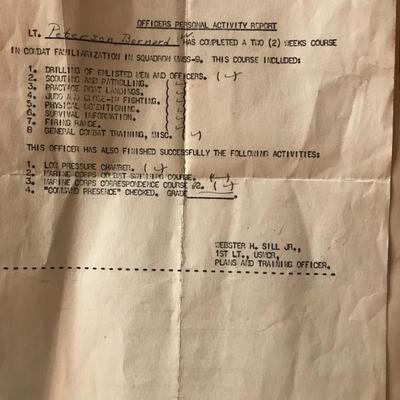 OFFICERS PERSONAL ACTIVITY REPORT
LT. Peterson, Bernard W HAS COMPLETED A TWO (2) WEEKS COURSE
IN COMBAT FAMILIARIZATION IN SQUADRON MWSS-9. THIS COURSE INCLUDED:
1. DRILLING OF ENLISTED MEN AND OFFICERS.
2. SCOUTING AND PATROLLING.
3. PRACTICE BOAT LANDINGS.
4. JUDO AND CLOSE-IN FIGHTING.
5. PHYSICAL CONDITIONING.
6. SURVIVAL INFORMATION.
7. FIRING RANGE.
8 GENERAL COMBAT TRAINING, MISC.
THIS OFFICER HAS ALSO FINISHED SUCCESSFULLY THE FOLLOWING ACTIVITIES:
1. LOW PRESSURE CHAMBER.
2. MARINE CORPS COMBAT SWIMMING COURSE.
3. MARINE CORPS CORRESPONDENCE COURSE #2.
4. "COMMAND PRESENCE" CHECKED. GRADE
WEBSTER H. SILL JR.,
1ST LT., USMCR,
PLANS AND TRAINING OFFICER.